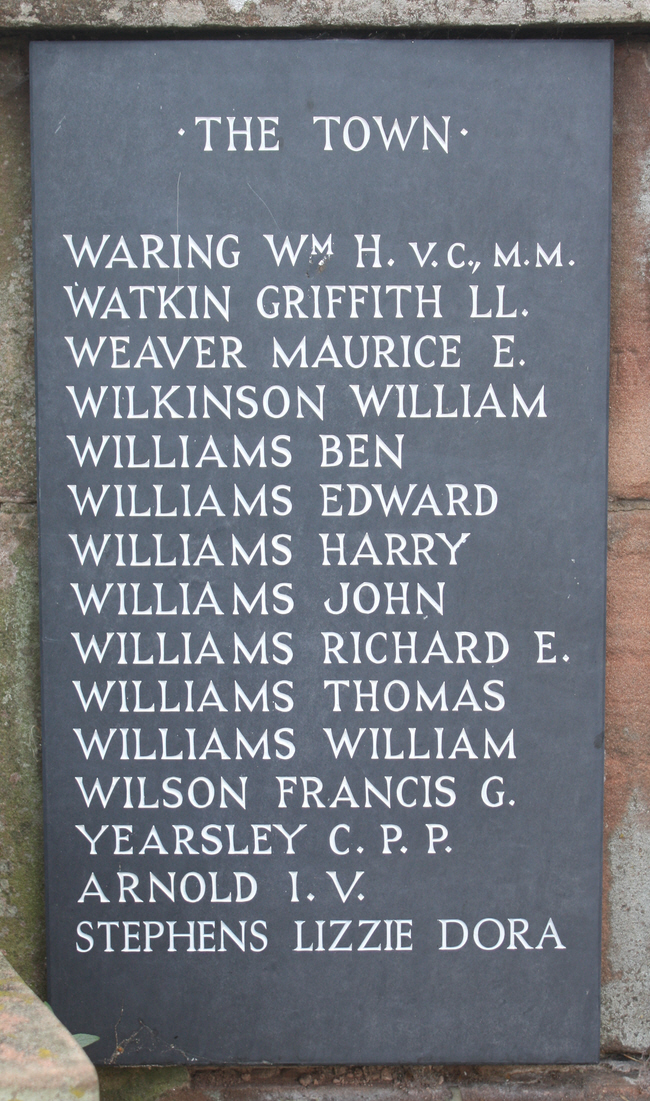 ·THE TOWN·
WARING WM H. V.C., M.M.
WATKIN GRIFFITH LL.
WEAVER MAURICE E.
WILKINSON WILLIAM
WILLIAMS BEN
WILLIAMS EDWARD
WILLIAMS HARRY
WILLIAMS JOHN
WILLIAMS RICHARD E.
WILLIAMS THOMAS
WILLIAMS WILLIAM
WILSON FRANCIS G.
YEARSLEY C. P. P.
ARNOLD I. V.
STEPHENS LIZZIE DORA